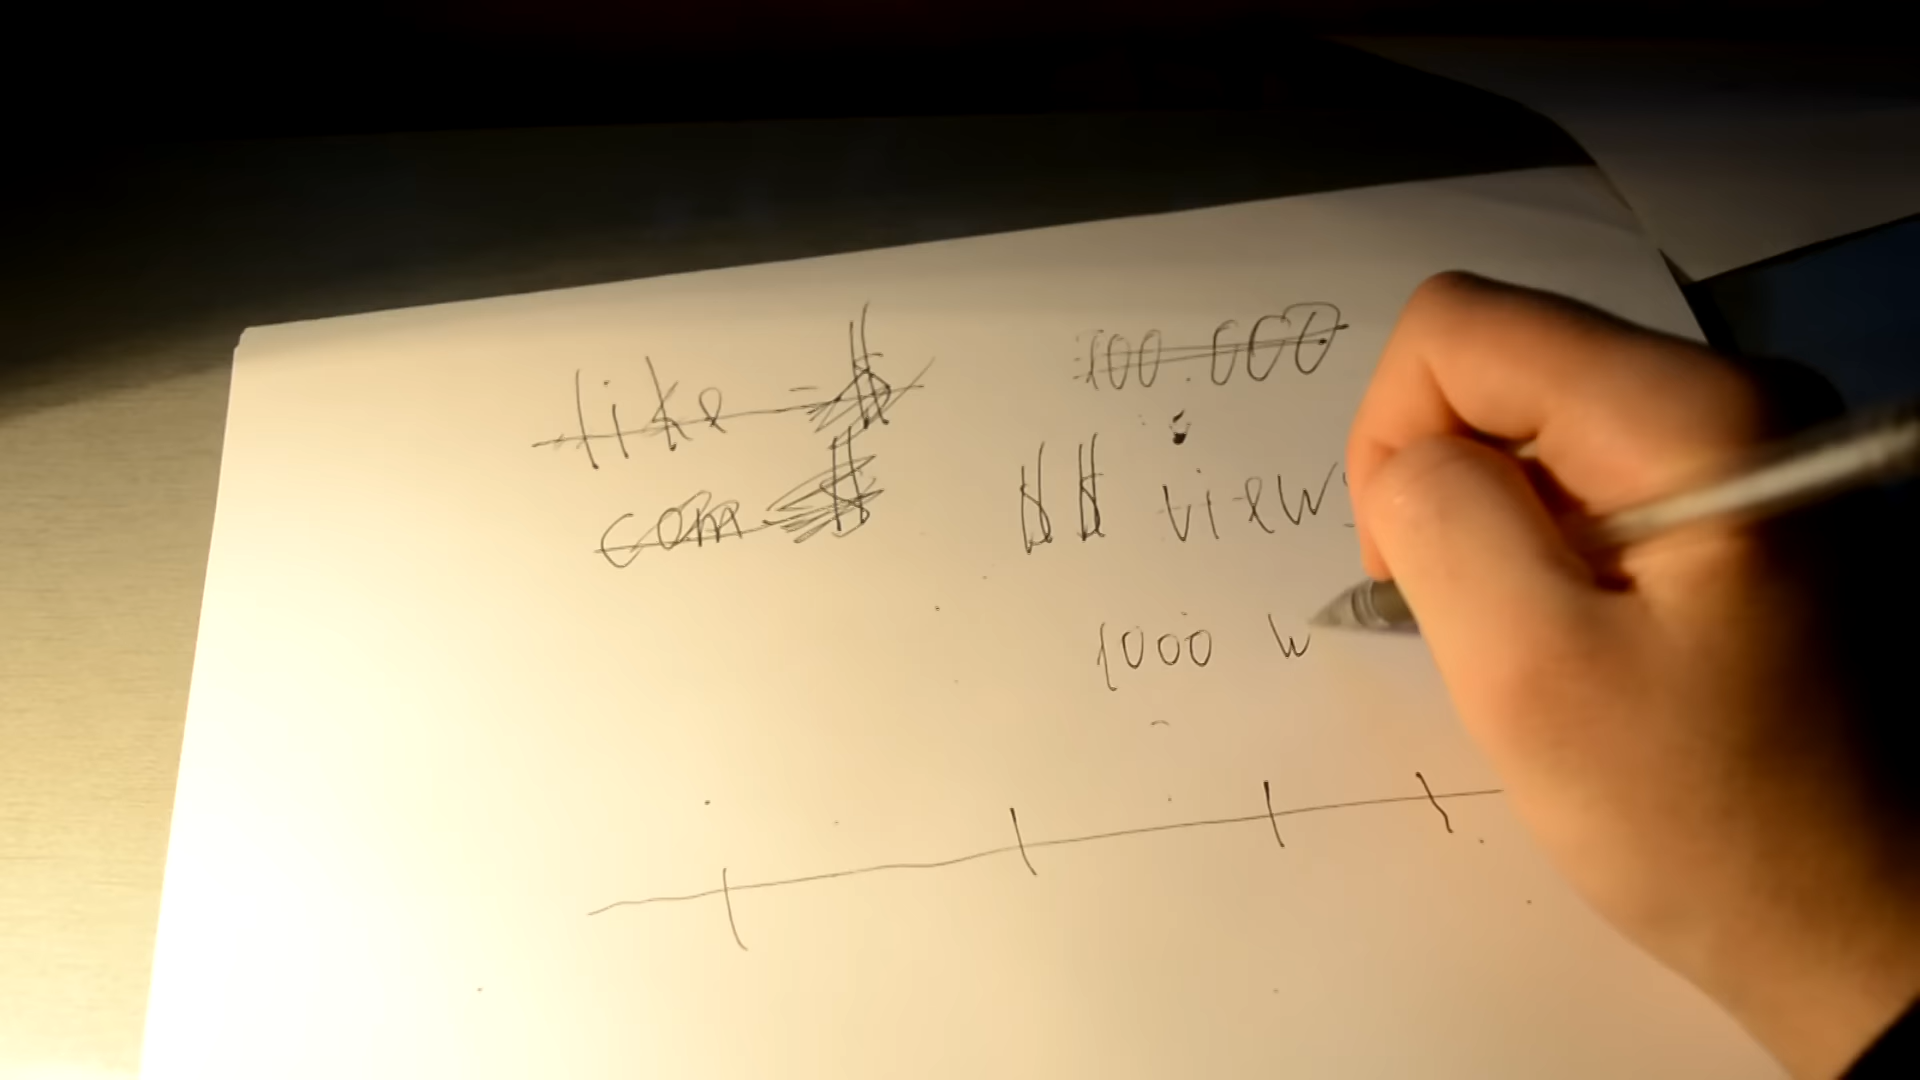 like = $
100.000
com = $
$$ views
1000 w